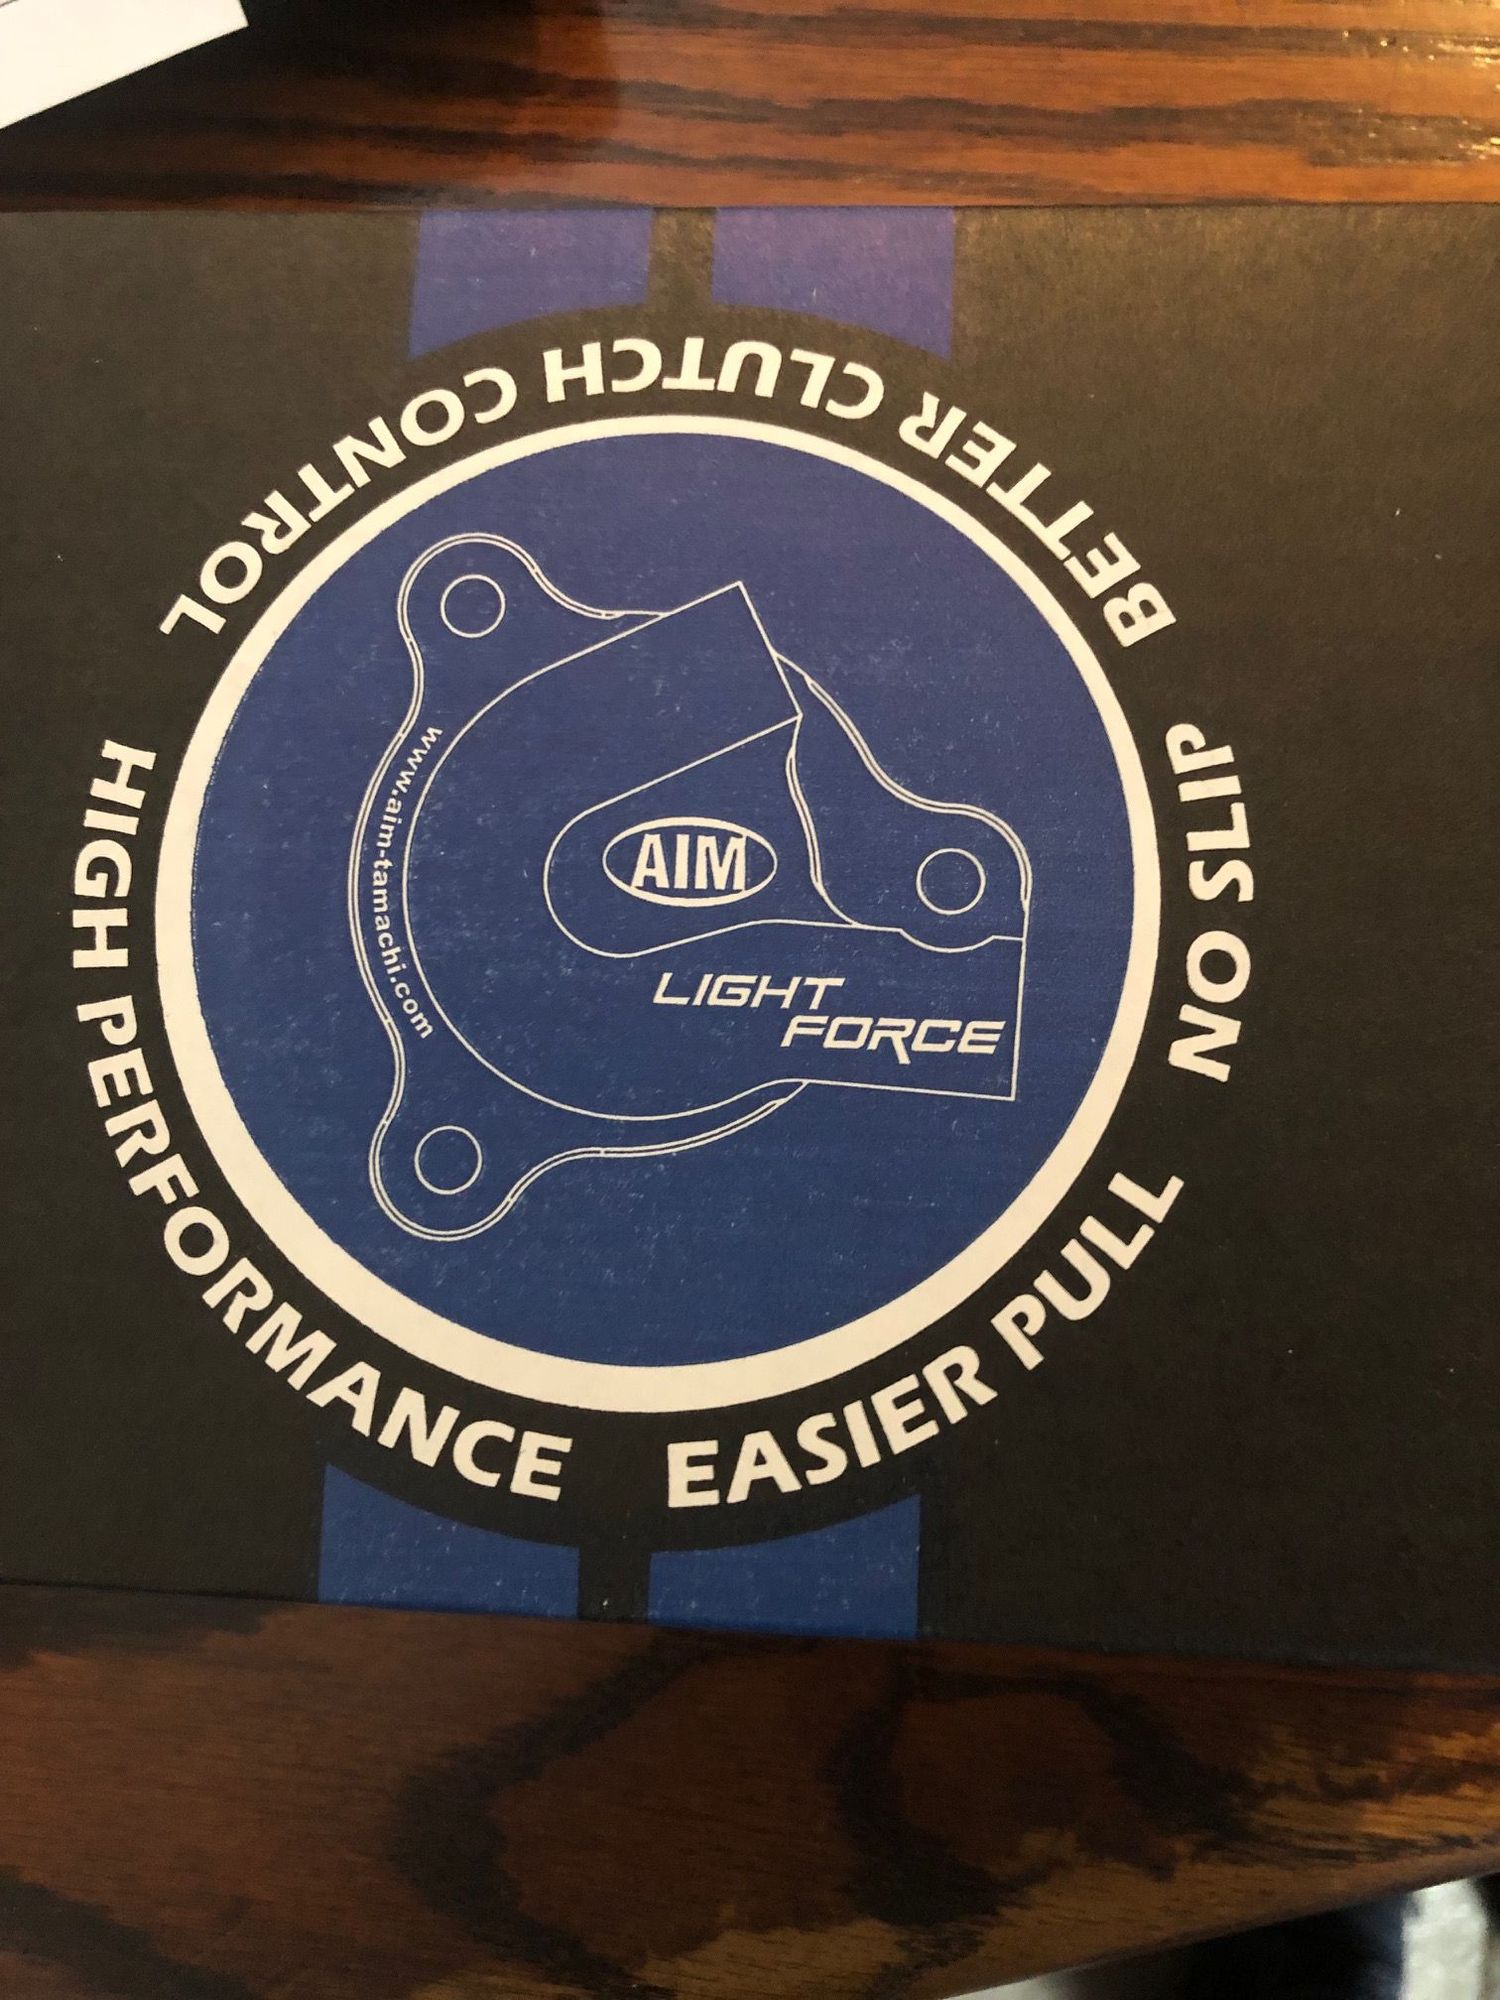 BETTER CLUTCH CONTROL
HIGH PERFORMANCE
EASIER PULL
NO SLIP
www.aim-tamachi.com
AIM
LIGHT
FORCE